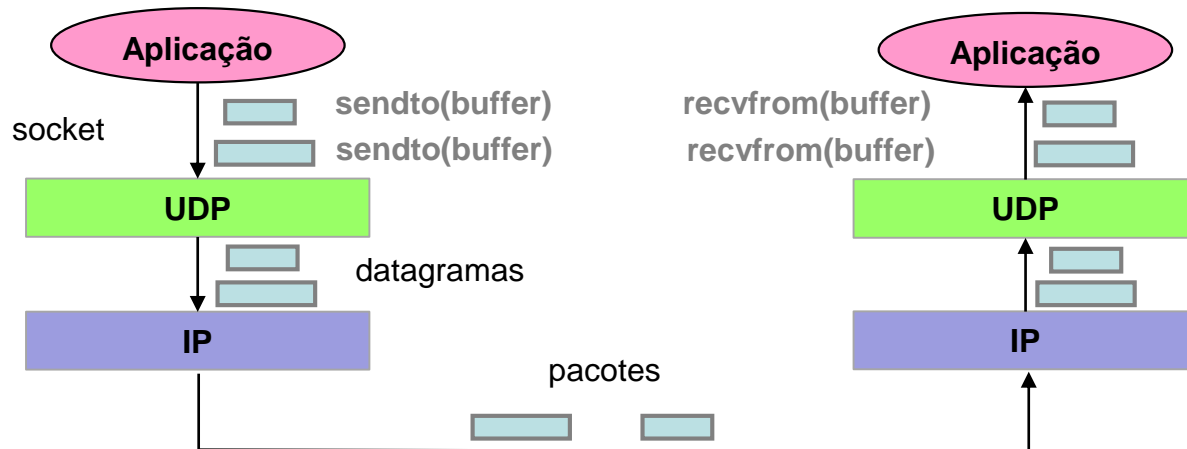 Aplicação
Aplicação
sendto(buffer)
recvfrom(buffer)
socket
sendto(buffer)
recvfrom(buffer)
UDP
UDP
datagramas
IP
IP
pacotes